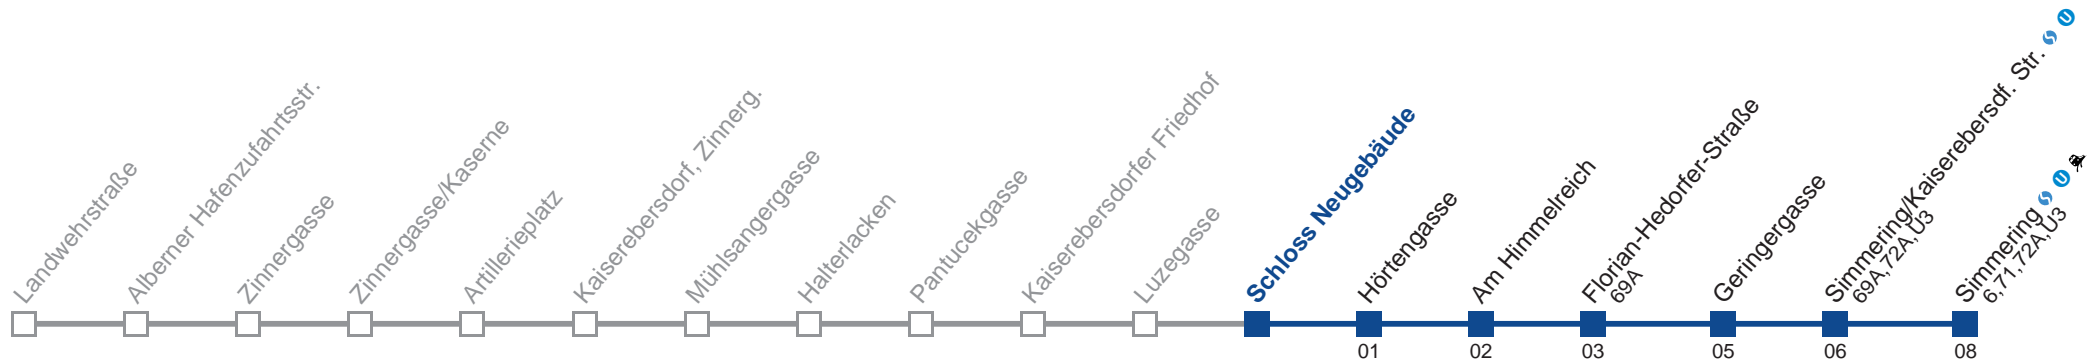 Landwehrstraße
Alberner Hafenzufahrtsstr.
Zinnergasse
Zinnergasse/Kaserne
Artillerieplatz
Kaiserebersdorf, Zinnerg.
Mühlsangergasse
Halterlacken
Pantucekgasse
Kaiserebersdorfer Friedhof
Luzegasse
Schloss Neugebäude
Hörtengasse
Am Himmelreich
Florian-Hedorfer-Straße
69A
Geringergasse
Simmering/Kaiserebersdf. Str. S U
69A,72A,U3
Simmering S U
6,71,72A,U3
01 02 03 05 06 08